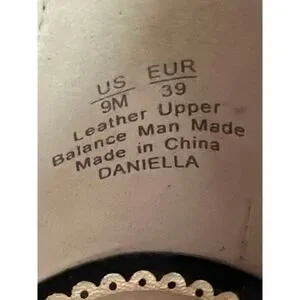 US EUR
9M 39
Leather Upper
Balance Man Made
Made in China
DANIELLA